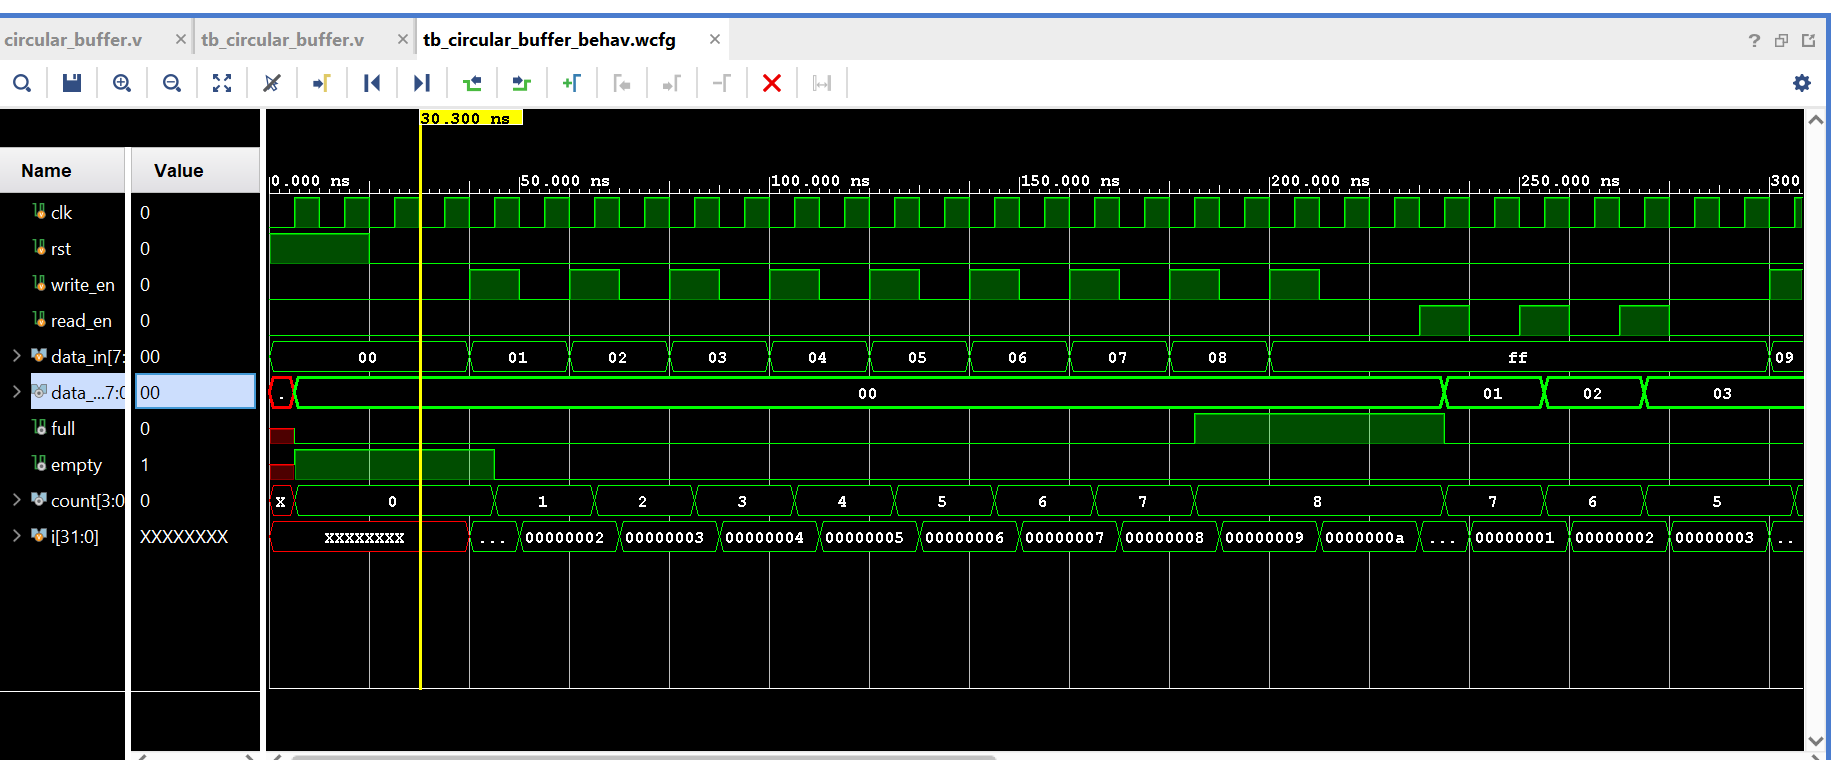 circular_buffer.v × tb_circular_buffer.v × tb_circular_buffer_behav.wcfg ×
30.300 ns
Name Value
0.000 ns 50.000 ns 100.000 ns 150.000 ns 200.000 ns 250.000 ns 300
clk 0
rst 0
write_en 0
read_en 0
data_in[7: 00 00 01 02 03 04 05 06 07 08 ff 09
data_...7:0 00 . 00 01 02 03
full 0
empty 1
count[3:0 0 X 0 1 2 3 4 5 6 7 8 7 6 5
i[31:0] XXXXXXXX XXXXXXXX ... 00000002 00000003 00000004 00000005 00000006 00000007 00000008 00000009 0000000a ... 00000001 00000002 00000003 ..